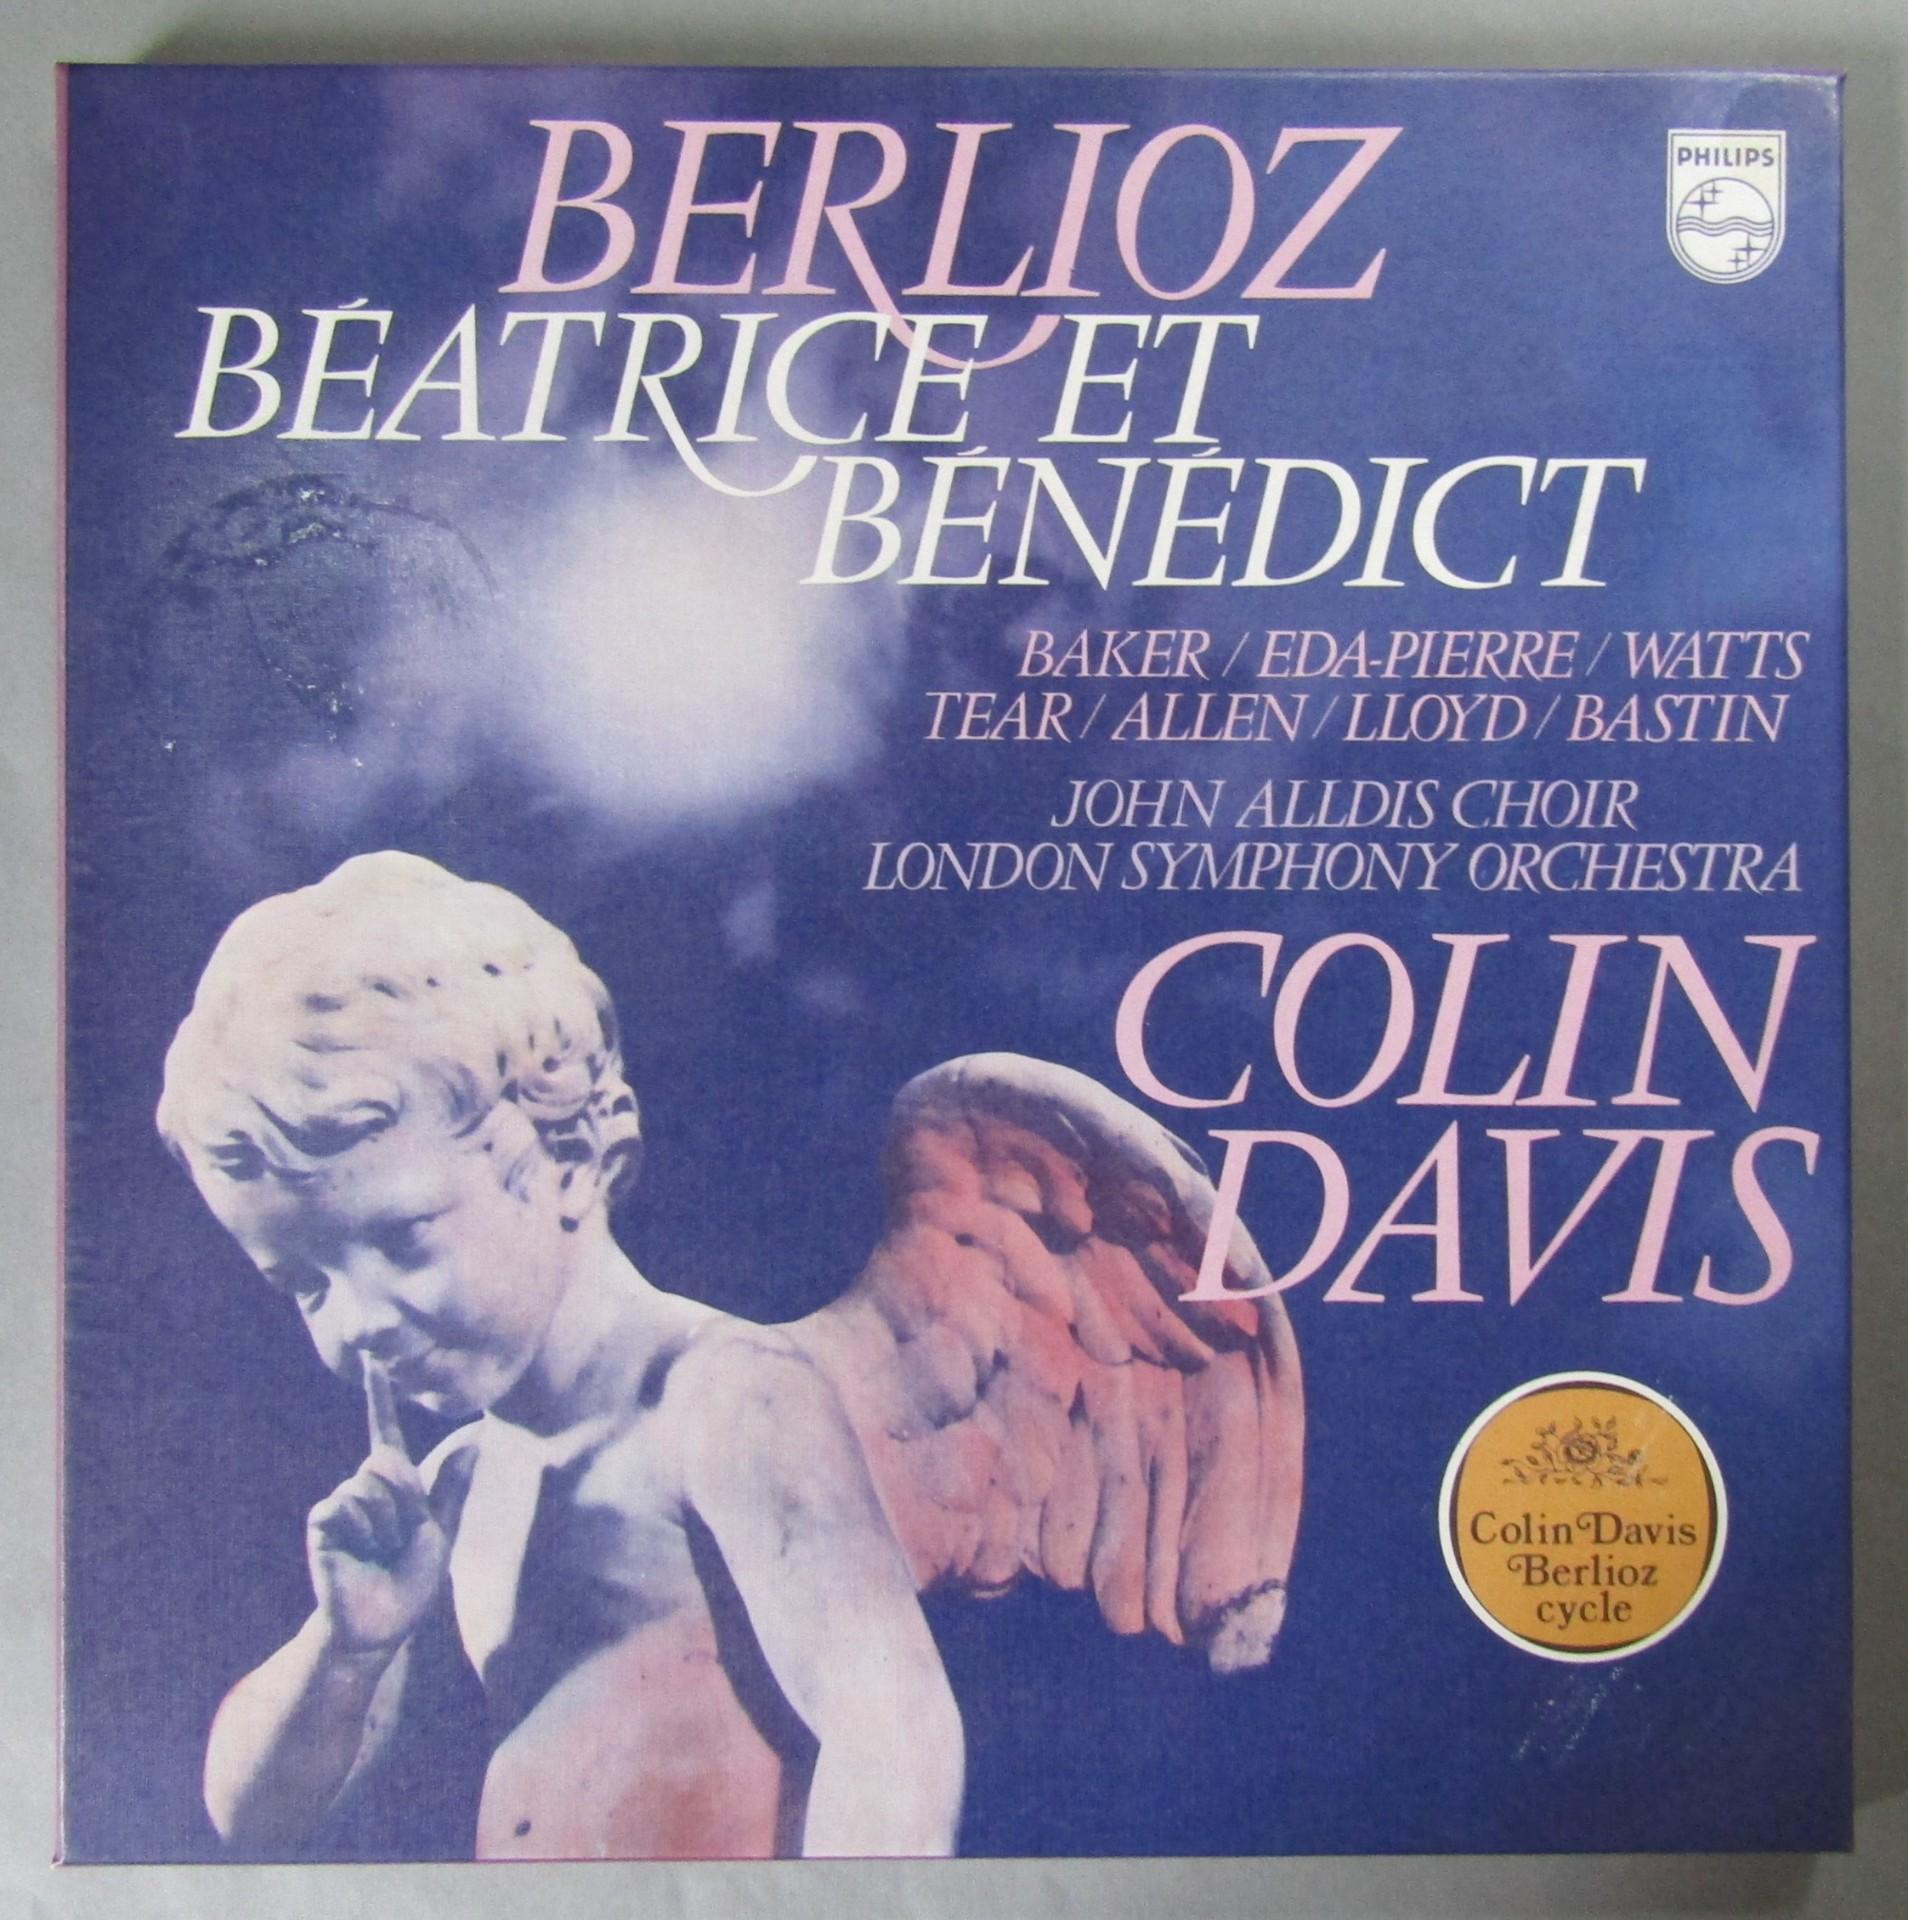 BERLIOZ
PHILIPS
BÉATRICE ET
BÉNÉDICT
BAKER / EDA-PIERRE / WATTS
TEAR / ALLEN / LLOYD / BASTIN
JOHN ALLDIS CHOIR
LONDON SYMPHONY ORCHESTRA
COLIN
DAVIS
Colin Davis
Berlioz
cycle